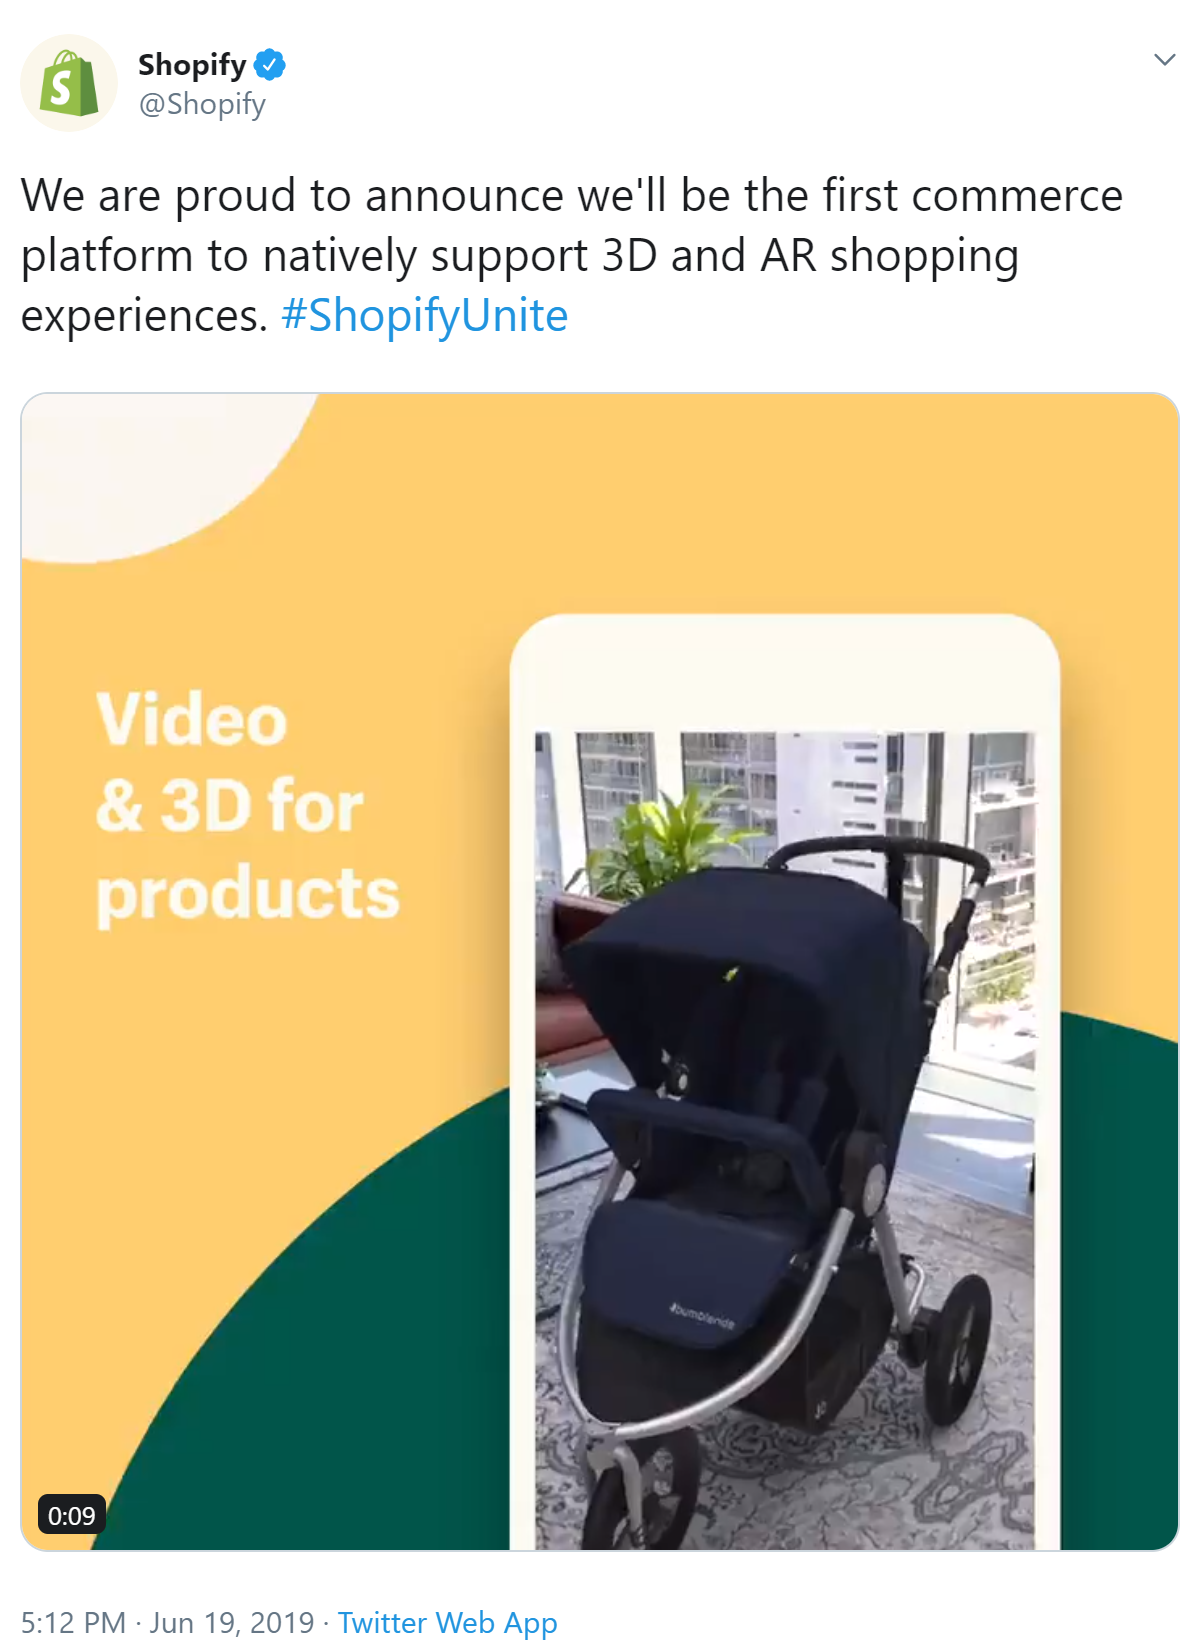 Shopify
@Shopify
We are proud to announce we'll be the first commerce
platform to natively support 3D and AR shopping
experiences. #ShopifyUnite
Video
& 3D for
products
bumbleride
0:09
5:12 PM · Jun 19, 2019 · Twitter Web App